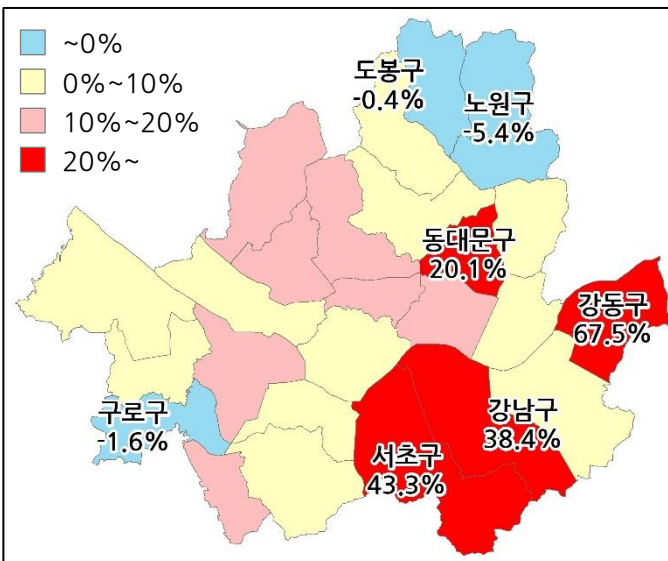 ~0%
0%~10%
10%~20%
20%~
도봉구
-0.4%
노원구
-5.4%
동대문구
20.1%
강동구
67.5%
구로구
-1.6%
강남구
38.4%
서초구
43.3%